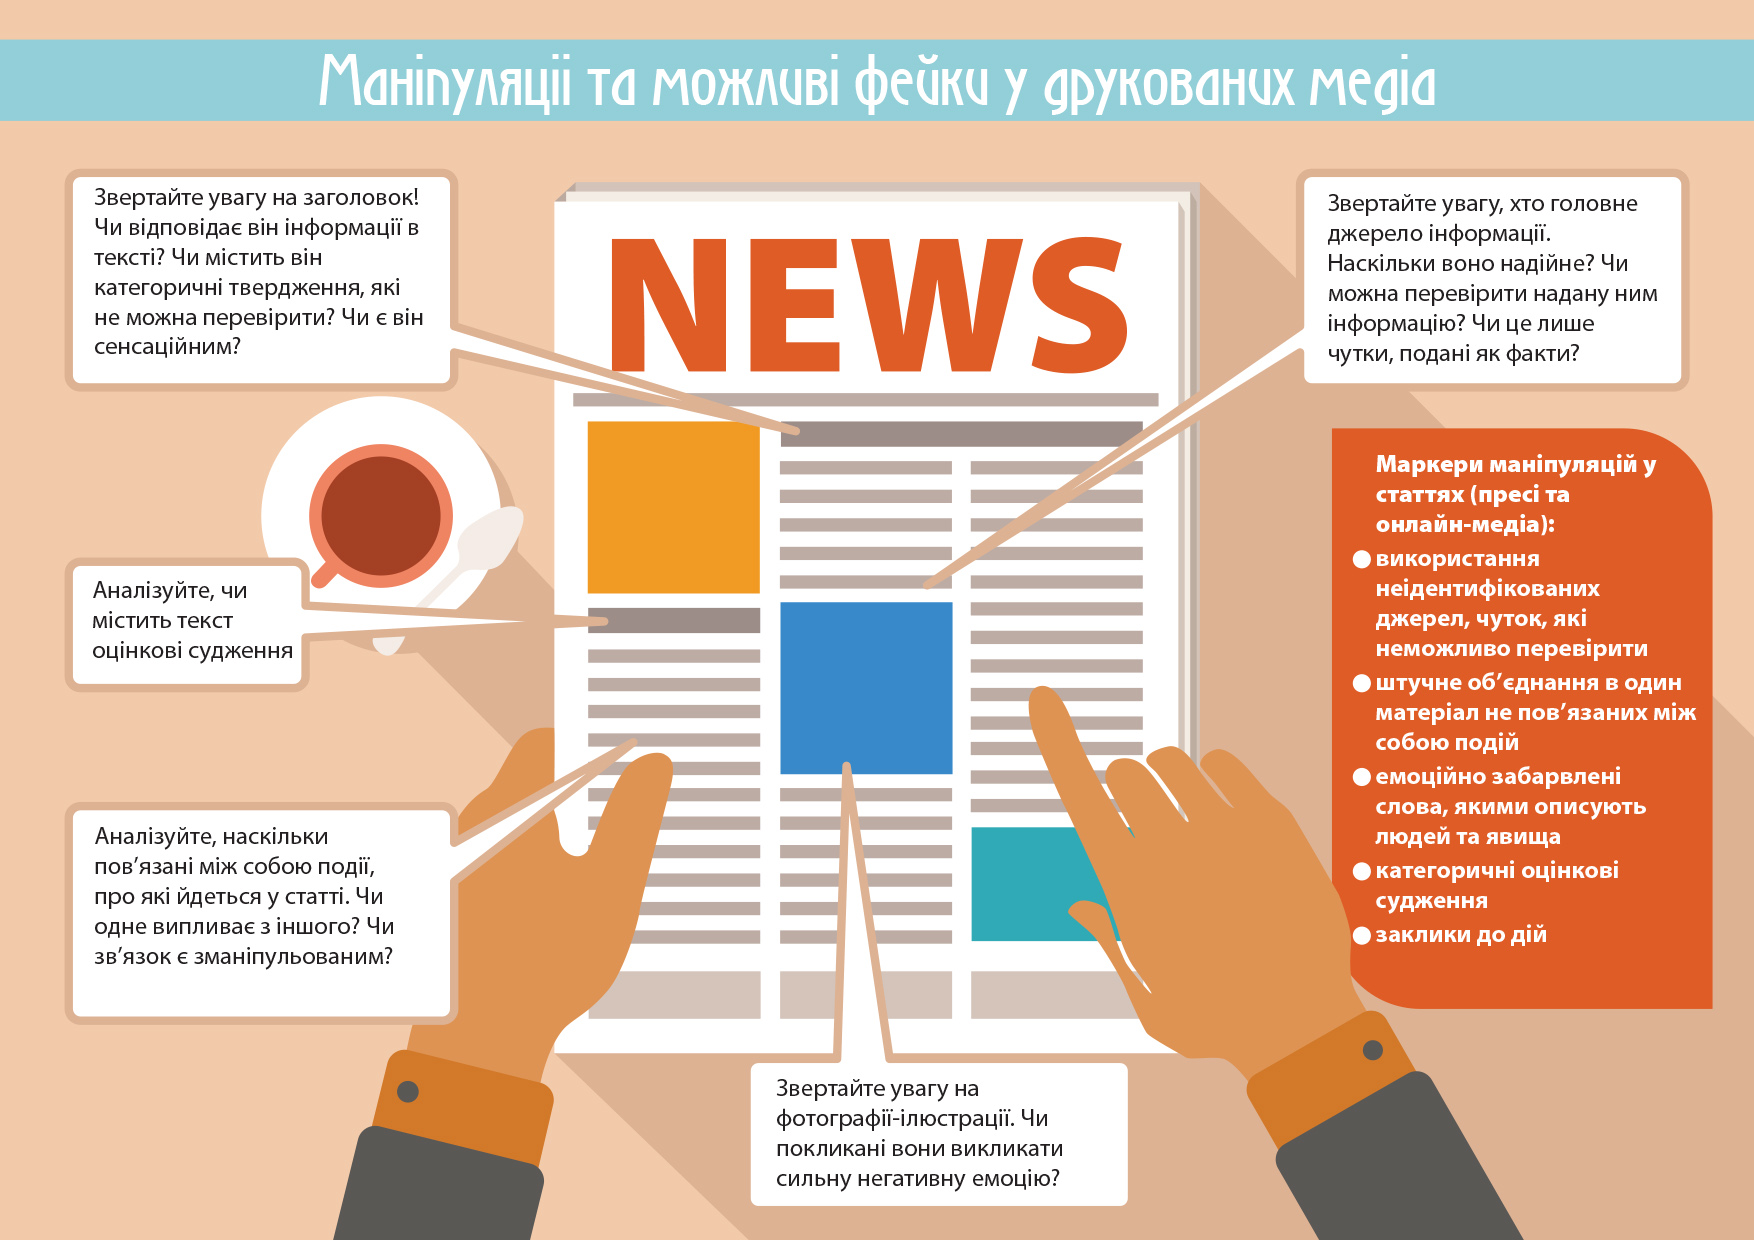 Маніпуляції та можливі фейки у друкованих медіа
Звертайте увагу на заголовок!
Чи відповідає він інформації в
тексті? Чи містить він
категоричні твердження, які
не можна перевірити? Чи є він
сенсаційним?
NEWS
Звертайте увагу, хто головне
джерело інформації.
Наскільки воно надійне? Чи
можна перевірити надану ним
інформацію? Чи це лише
чутки, подані як факти?
Аналізуйте, чи
містить текст
оцінкові судження
Маркери маніпуляцій у
статтях (пресі та
онлайн-медіа):
● використання
неідентифікованих
джерел, чуток, які
неможливо перевірити
● штучне об’єднання в один
матеріал не пов’язаних між
собою подій
● емоційно забарвлені
слова, якими описують
людей та явища
● категоричні оцінкові
судження
● заклики до дій
Аналізуйте, наскільки
пов’язані між собою події,
про які йдеться у статті. Чи
одне випливає з іншого? Чи
зв’язок є зманіпульованим?
Звертайте увагу на
фотографії-ілюстрації. Чи
покликані вони викликати
сильну негативну емоцію?